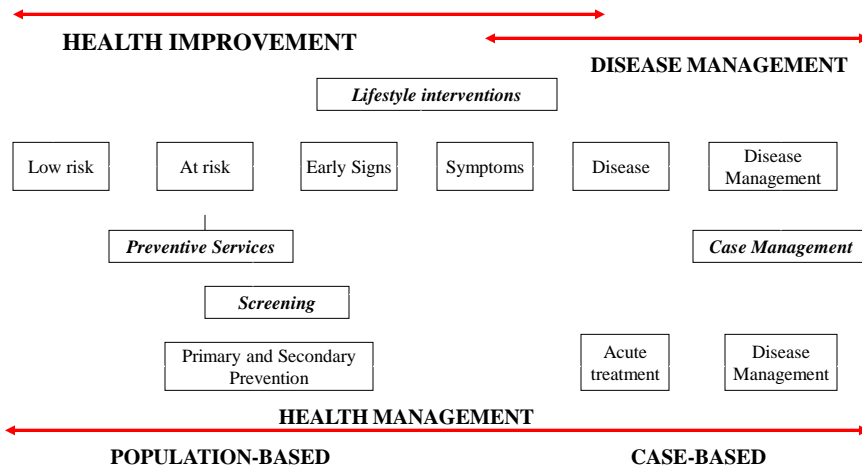 HEALTH IMPROVEMENT
DISEASE MANAGEMENT
Lifestyle interventions
Low risk
At risk
Early Signs
Symptoms
Disease
Disease
Management
Preventive Services
Case Management
Screening
Primary and Secondary
Prevention
Acute
treatment
Disease
Management
HEALTH MANAGEMENT
POPULATION-BASED
CASE-BASED